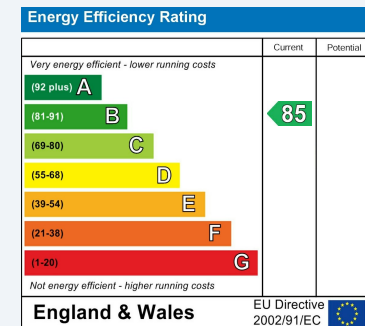 Energy Efficiency Rating
Current Potential
Very energy efficient - lower running costs
(92 plus) A
(81-91) B 85
(69-80) C
(55-68) D
(39-54) E
(21-38) F
(1-20) G
Not energy efficient - higher running costs
England & Wales
EU Directive
2002/91/EC